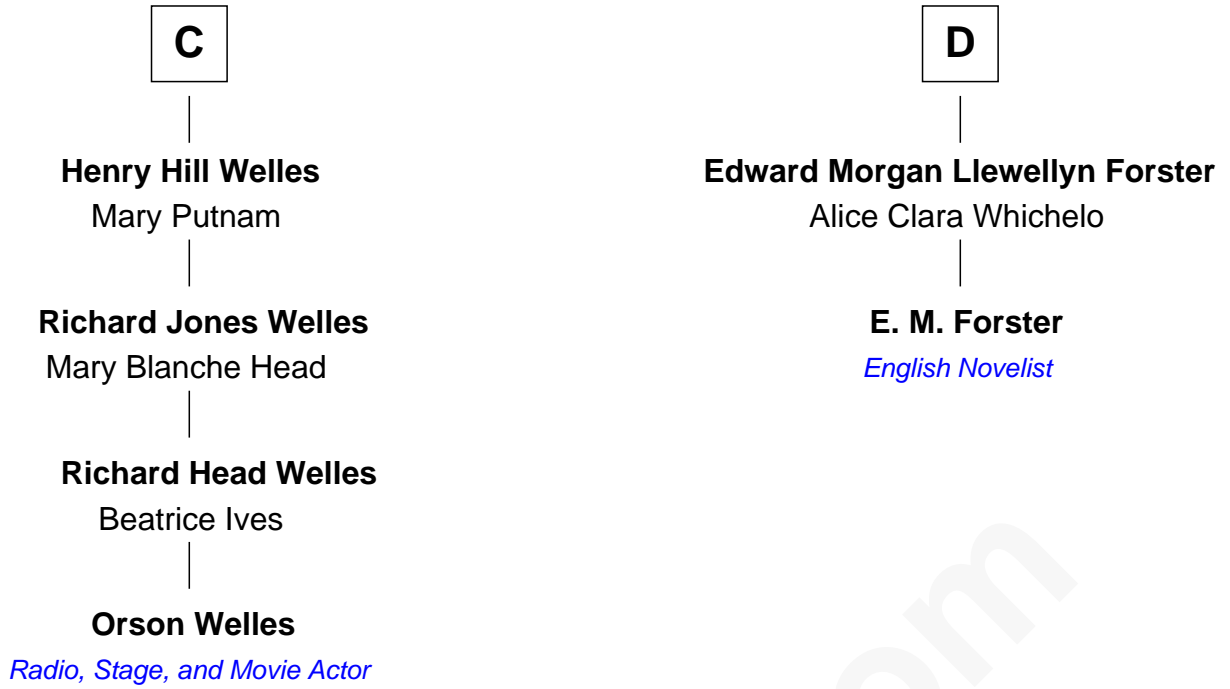 C
Henry Hill Welles
Mary Putnam
Richard Jones Welles
Mary Blanche Head
Richard Head Welles
Beatrice Ives
Orson Welles
Radio, Stage, and Movie Actor
D
Edward Morgan Llewellyn Forster
Alice Clara Whichelo
E. M. Forster
English Novelist
om